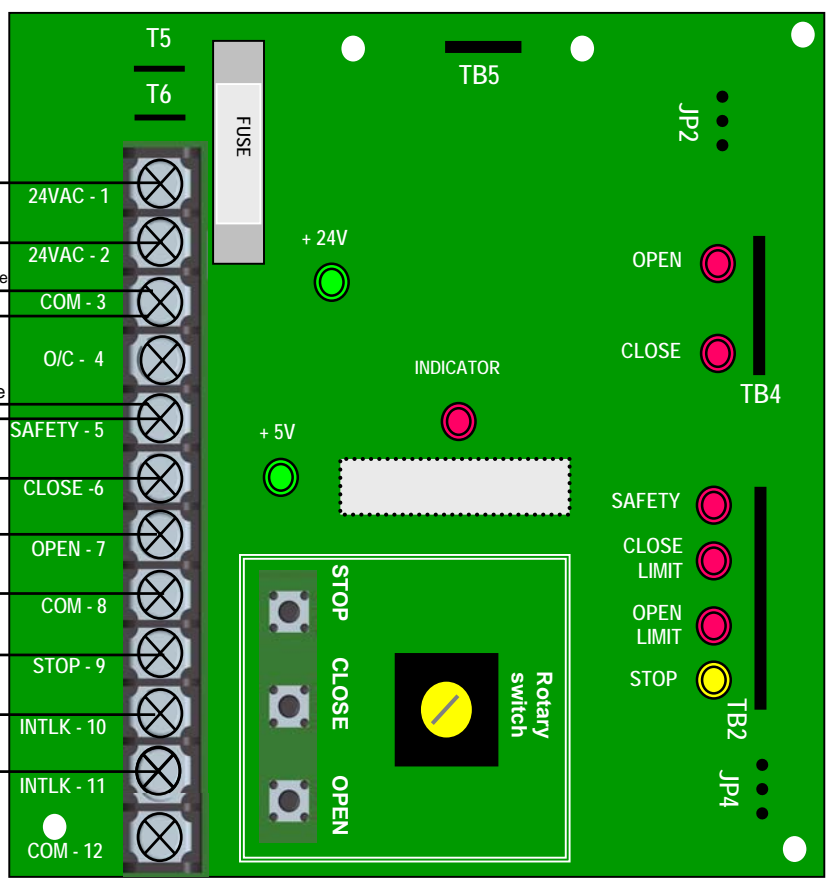 T5
T6
FUSE
TB5
JP2
24VAC - 1
24VAC - 2
e
COM - 3
O/C - 4
e
SAFETY - 5
CLOSE -6
OPEN - 7
COM - 8
STOP - 9
INTLK - 10
INTLK - 11
COM - 12
+ 24V
+ 5V
INDICATOR
OPEN
CLOSE
TB4
SAFETY
CLOSE
LIMIT
OPEN
LIMIT
STOP
TB2
JP4
STOP
CLOSE
OPEN
Rotary
switch